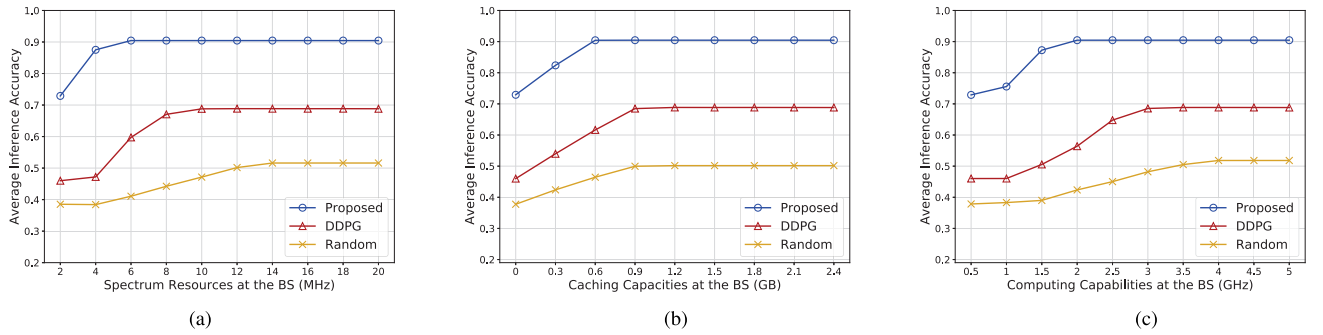 1.0
0.9
0.8
0.7
0.6
0.5
0.4
0.3
0.2
Average Inference Accuracy
Proposed
DDPG
Random
2 4 6 8 10 12 14 16 18 20
Spectrum Resources at the BS (MHz)
(a)
1.0
0.9
0.8
0.7
0.6
0.5
0.4
0.3
0.2
Average Inference Accuracy
Proposed
DDPG
Random
0 0.3 0.6 0.9 1.2 1.5 1.8 2.1 2.4
Caching Capacities at the BS (GB)
(b)
1.0
0.9
0.8
0.7
0.6
0.5
0.4
0.3
0.2
Average Inference Accuracy
Proposed
DDPG
Random
0.5 1 1.5 2 2.5 3 3.5 4 4.5 5
Computing Capabilities at the BS (GHz)
(c)